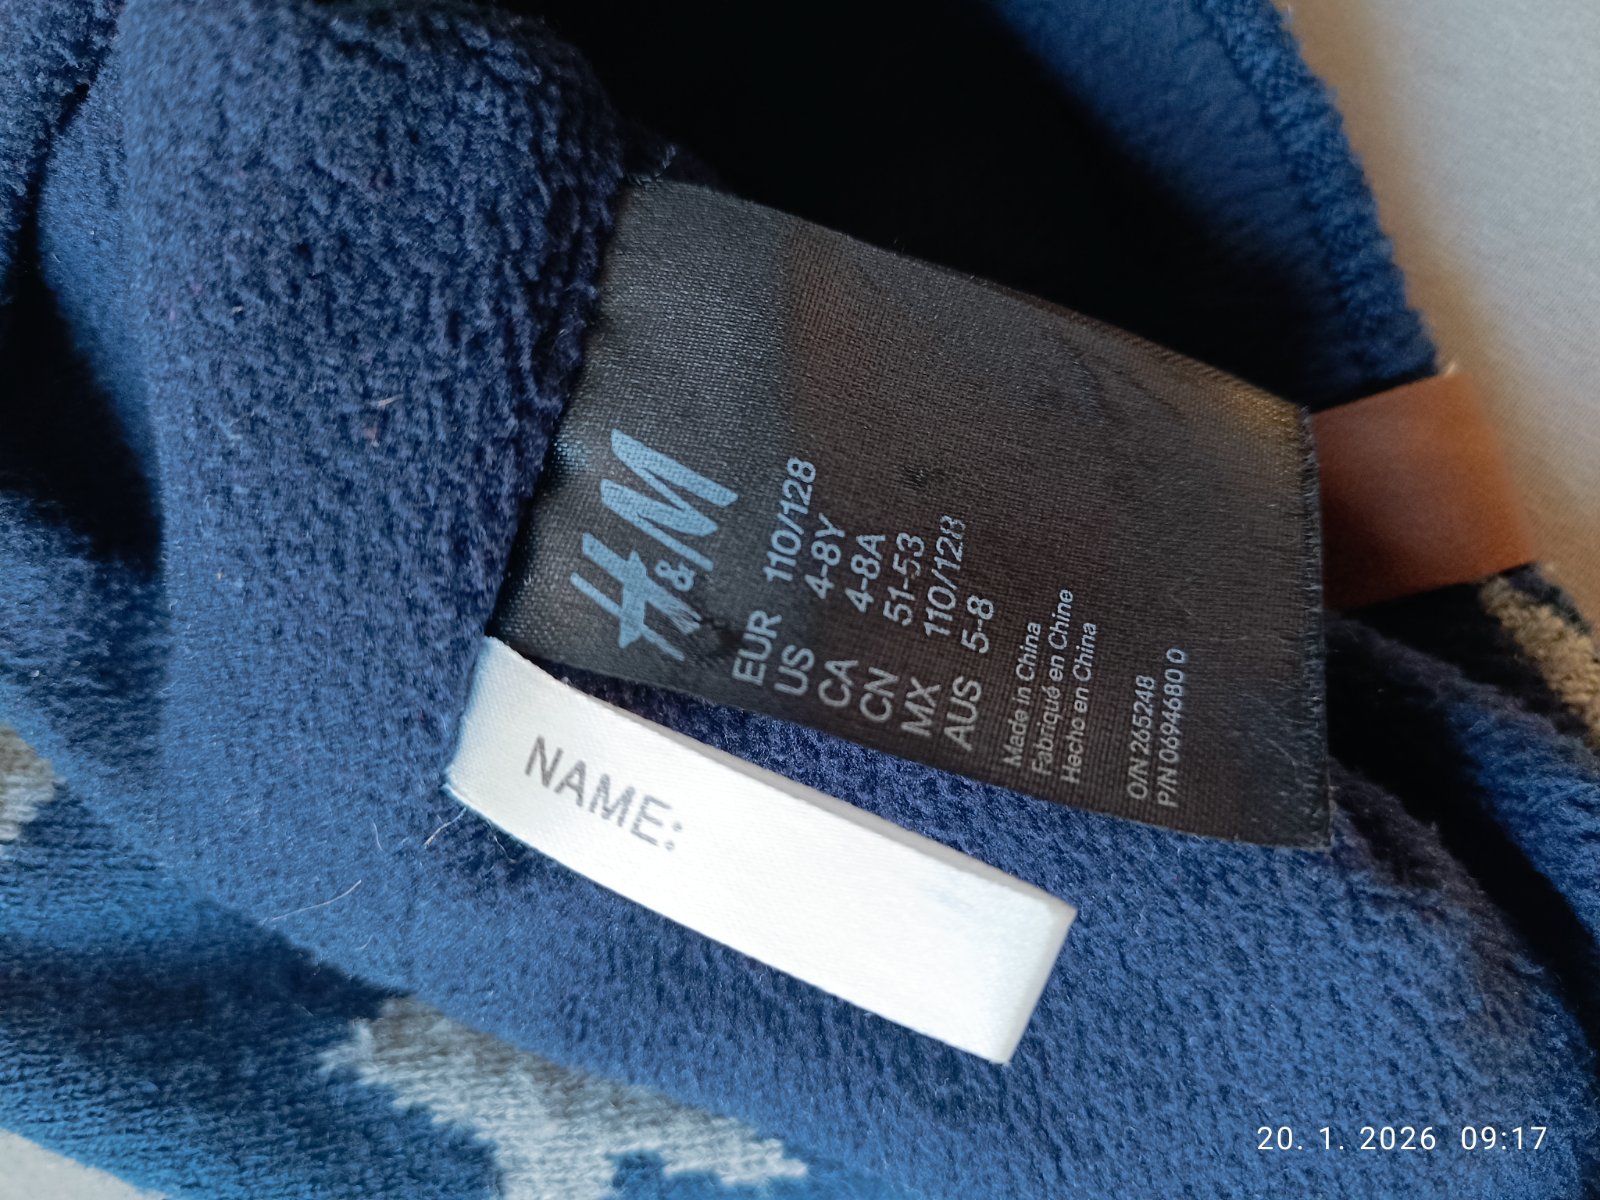 H&M
EUR 110/128
US 4-8Y
CA 4-8A
CN 51-53
MX 110/128
AUS 5-8
Made in China
Fabriqué en Chine
Hecho en China
O/N 265248
P/N 0694680 0
NAME:
20. 1. 2026 09:17